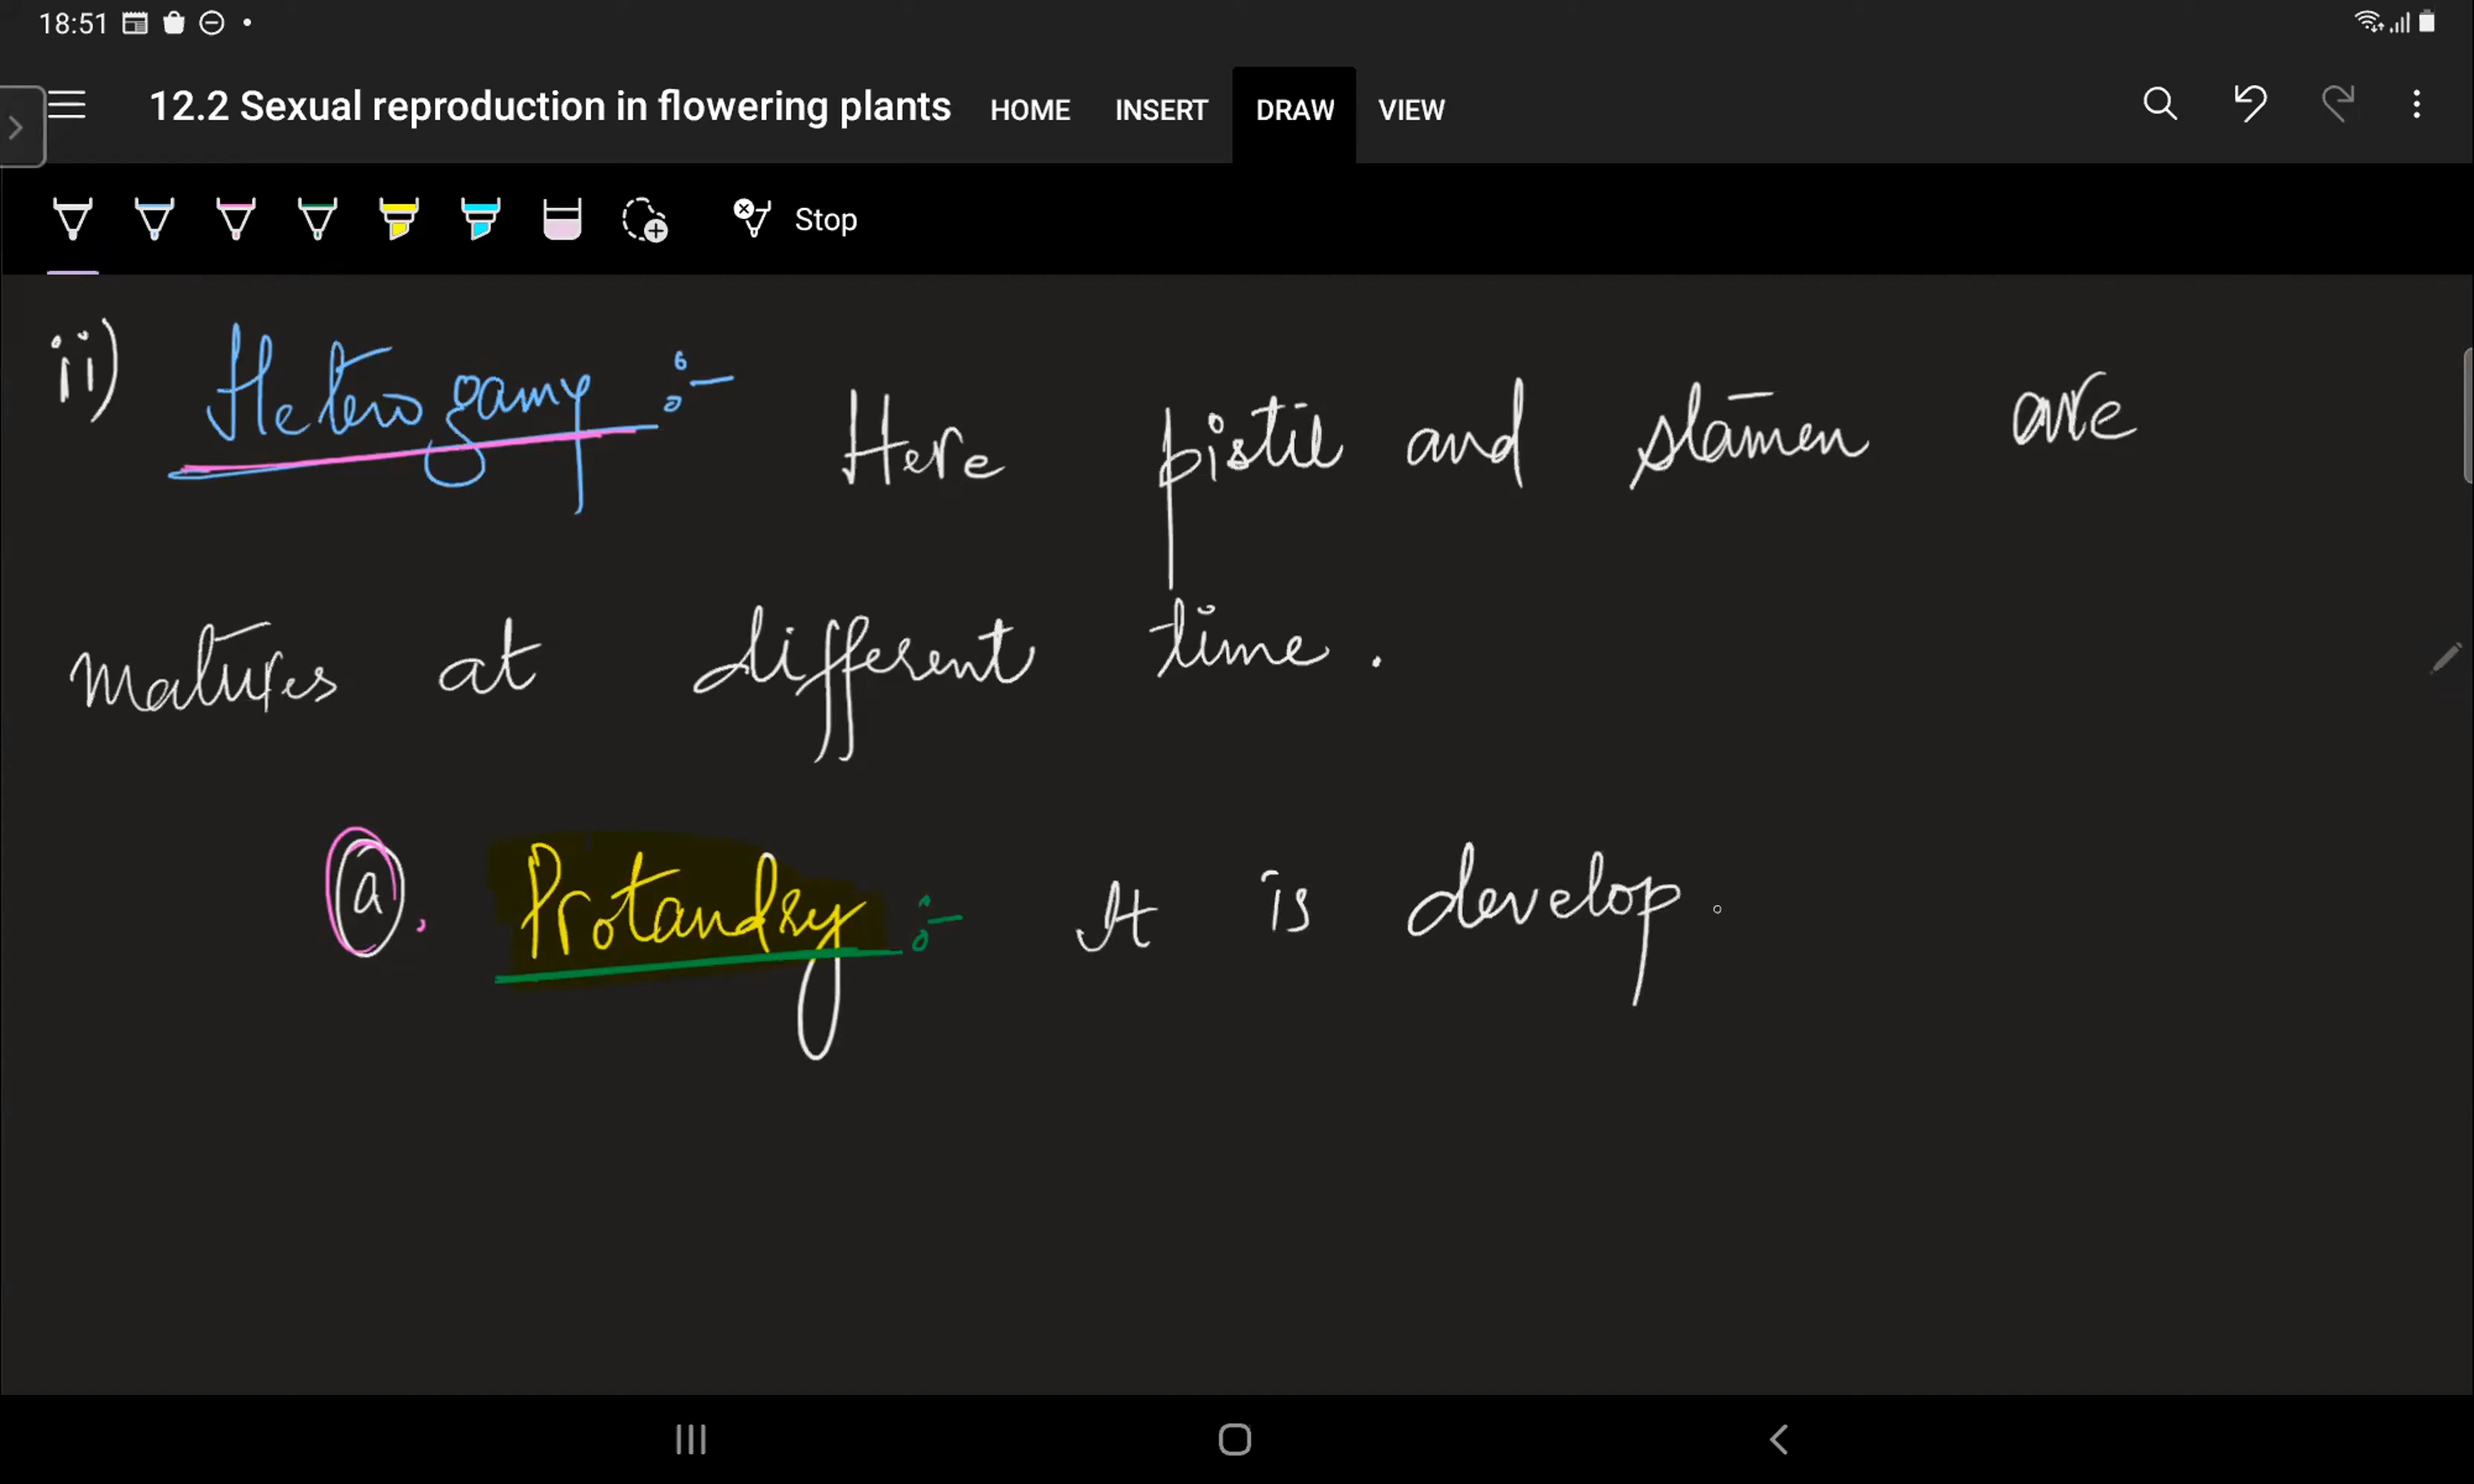 18:51
12.2 Sexual reproduction in flowering plants HOME INSERT DRAW VIEW
Stop
ii) Heterogamy :- Here pistil and stamen are
matures at different time.
(a). Protandry :- It is develop.